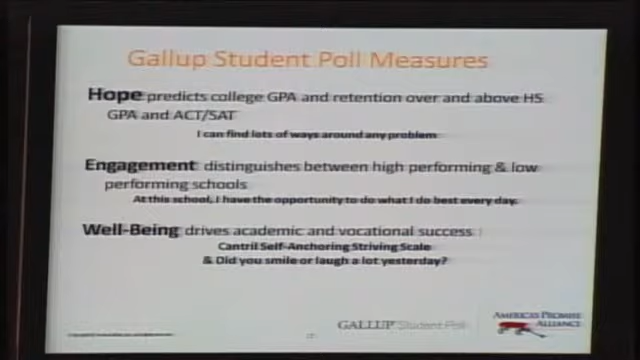 Gallup Student Poll Measures
Hope predicts college GPA and retention over and above HS
GPA and ACT/SAT
I can find lots of ways around any problem
Engagement distinguishes between high performing & low
performing schools
At this school, I have the opportunity to do what I do best every day.
Well-Being drives academic and vocational success
Cantril Self-Anchoring Striving Scale
& Did you smile or laugh a lot yesterday?
GALLUP Student Poll
AMERICA'S PROMISE
ALLIANCE